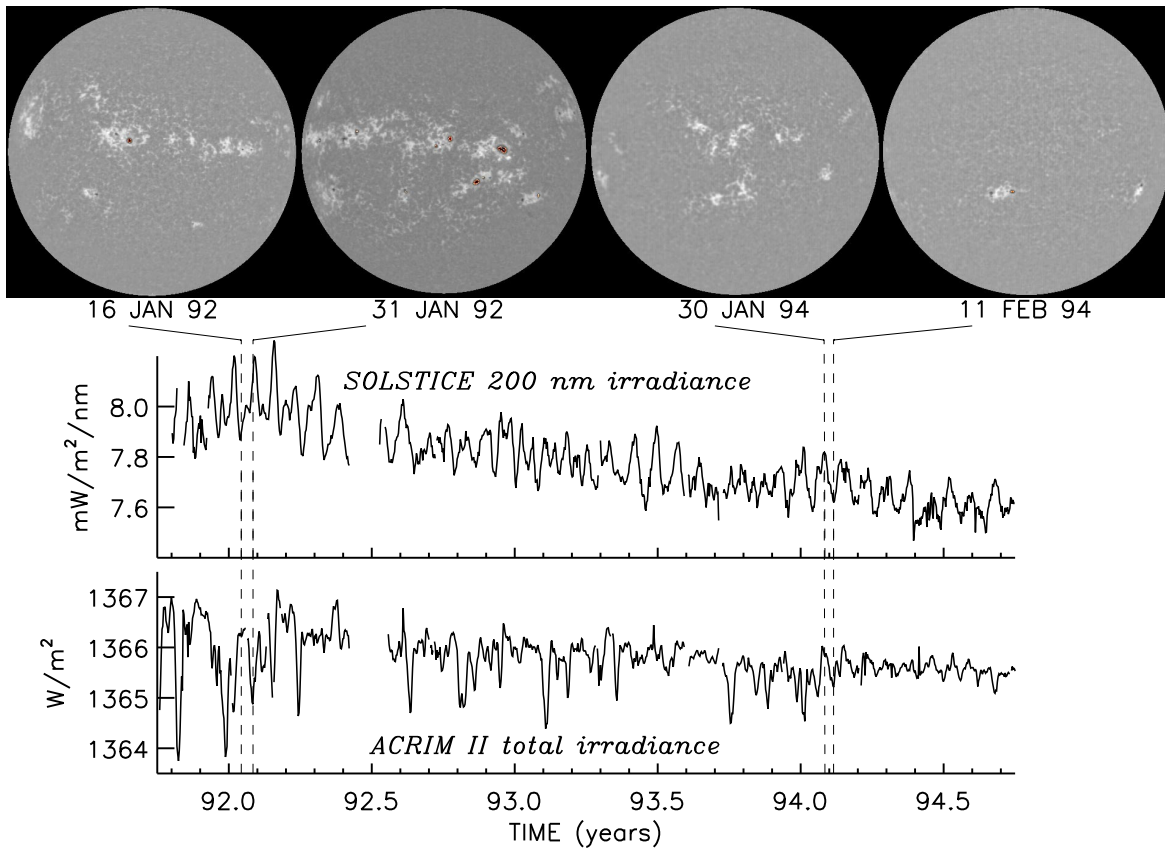 16 JAN 92 31 JAN 92 30 JAN 94 11 FEB 94
SOLSTICE 200 nm irradiance
mW/m²/nm
8.0
7.8
7.6
W/m²
1367
1366
1365
1364
ACRIM II total irradiance
92.0 92.5 93.0 93.5 94.0 94.5
TIME (years)